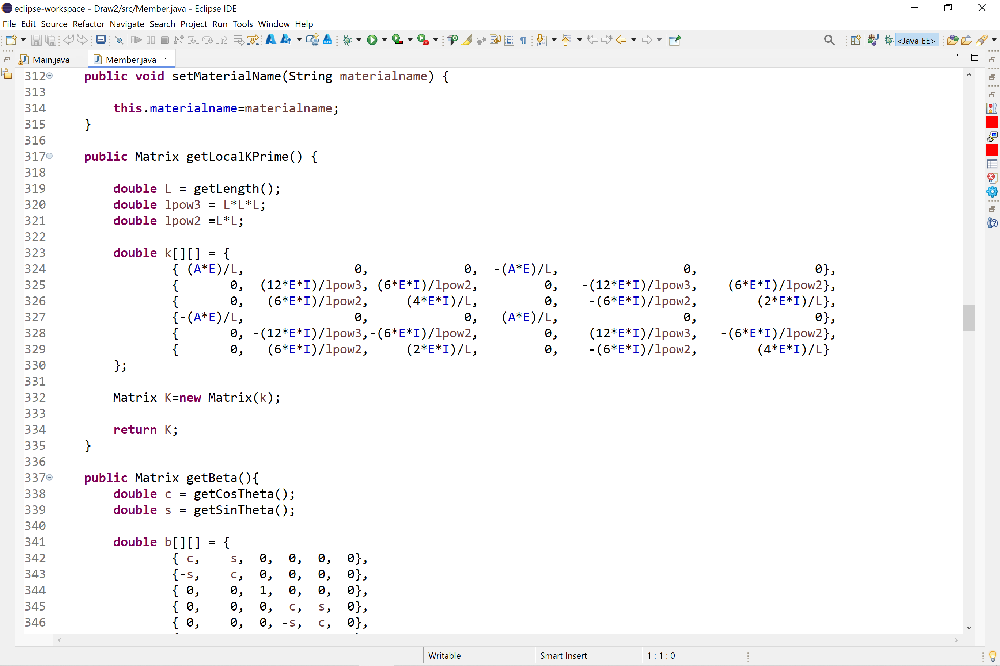 eclipse-workspace - Draw2/src/Member.java - Eclipse IDE
File Edit Source Refactor Navigate Search Project Run Tools Window Help
<Java EE>
Main.java Member.java
312 public void setMaterialName(String materialname) {
313
314 this.materialname=materialname;
315 }
316
317 public Matrix getLocalKPrime() {
318
319 double L = getLength();
320 double lpow3 = L*L*L;
321 double lpow2 =L*L;
322
323 double k[][] = {
324 { (A*E)/L, 0, 0, -(A*E)/L, 0, 0},
325 { 0, (12*E*I)/lpow3, (6*E*I)/lpow2, 0, -(12*E*I)/lpow3, (6*E*I)/lpow2},
326 { 0, (6*E*I)/lpow2, (4*E*I)/L, 0, -(6*E*I)/lpow2, (2*E*I)/L},
327 {-(A*E)/L, 0, 0, (A*E)/L, 0, 0},
328 { 0, -(12*E*I)/lpow3,-(6*E*I)/lpow2, 0, (12*E*I)/lpow3, -(6*E*I)/lpow2},
329 { 0, (6*E*I)/lpow2, (2*E*I)/L, 0, -(6*E*I)/lpow2, (4*E*I)/L}
330 };
331
332 Matrix K=new Matrix(k);
333
334 return K;
335 }
336
337 public Matrix getBeta(){
338 double c = getCosTheta();
339 double s = getSinTheta();
340
341 double b[][] = {
342 { c, s, 0, 0, 0, 0},
343 {-s, c, 0, 0, 0, 0},
344 { 0, 0, 1, 0, 0, 0},
345 { 0, 0, 0, c, s, 0},
346 { 0, 0, 0, -s, c, 0},
Writable Smart Insert 1 : 1 : 0